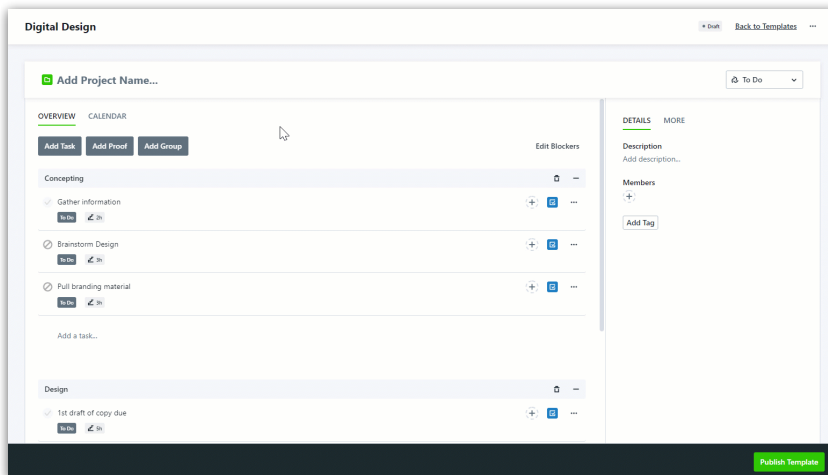 Digital Design
Draft
Back to Templates
Add Project Name...
To Do
OVERVIEW CALENDAR
Add Task Add Proof Add Group
Edit Blockers
Concepting
Gather information
To Do 2h
Brainstorm Design
To Do 3h
Pull branding material
To Do 3h
Add a task...
Design
1st draft of copy due
To Do 5h
DETAILS MORE
Description
Add description...
Members
Add Tag
Publish Template